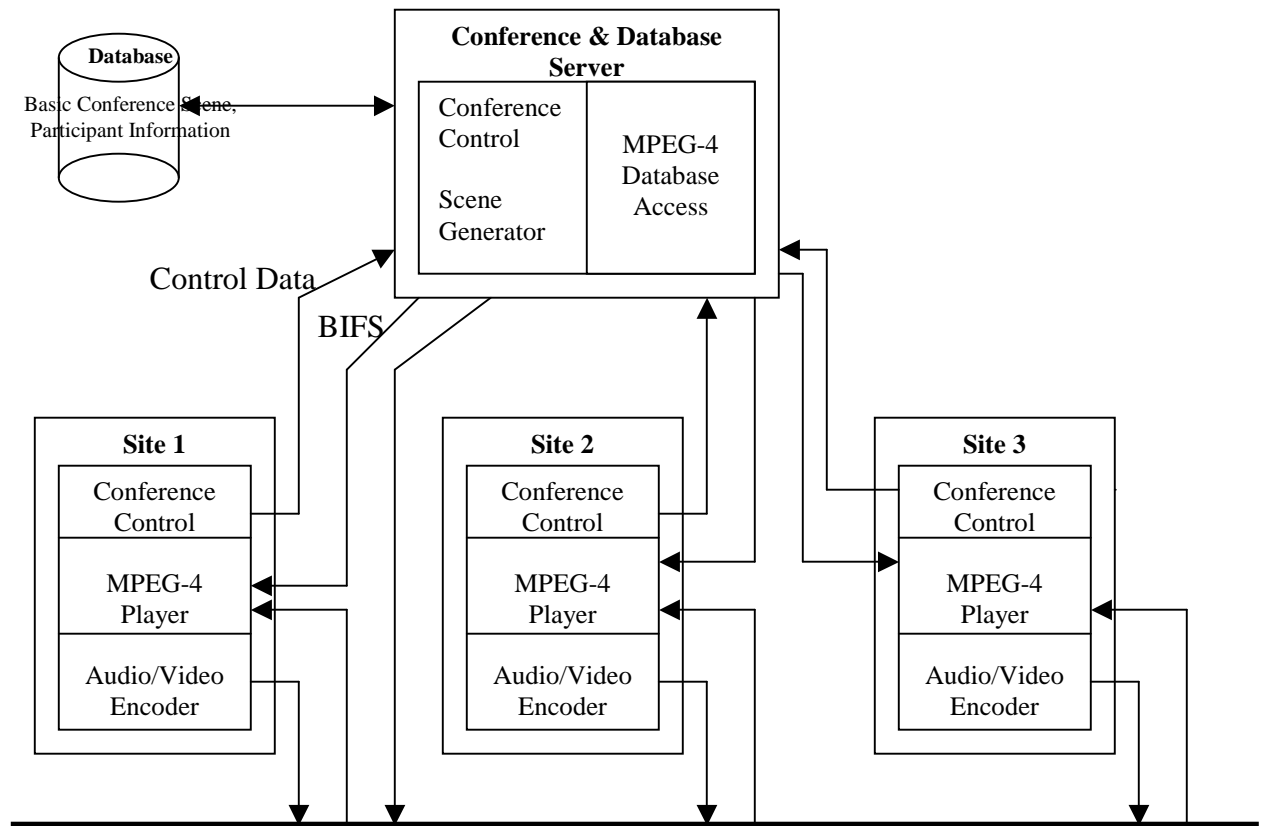 Conference & Database
Server
Database
Basic Conference Scene,
Participant Information
Conference
Control
Scene
Generator
MPEG-4
Database
Access
Control Data
BIFS
Site 1
Conference
Control
MPEG-4
Player
Audio/Video
Encoder
Site 2
Conference
Control
MPEG-4
Player
Audio/Video
Encoder
Site 3
Conference
Control
MPEG-4
Player
Audio/Video
Encoder